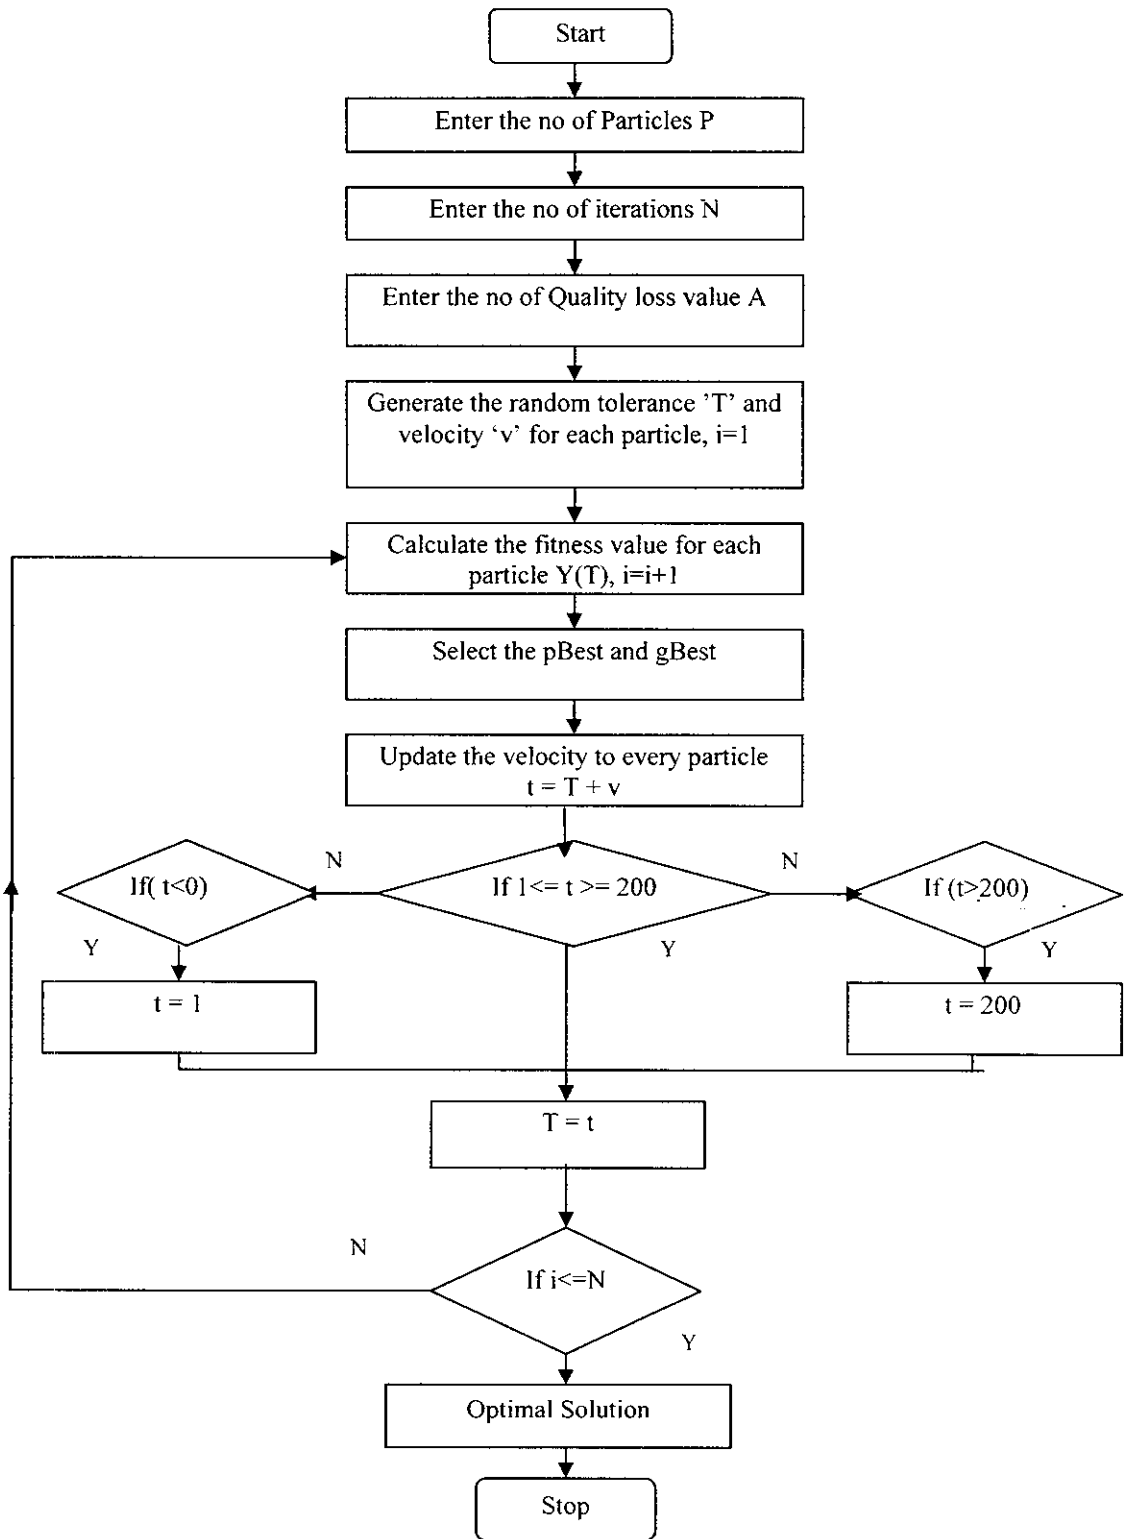 Start
Enter the no of Particles P
Enter the no of iterations N
Enter the no of Quality loss value A
Generate the random tolerance ’T’ and
velocity ‘v’ for each particle, i=1
Calculate the fitness value for each
particle Y(T), i=i+1
Select the pBest and gBest
Update the velocity to every particle
t = T + v
N
N
If( t<0)
If 1<= t >= 200
If (t>200)
Y
Y
Y
t = 1
t = 200
T = t
N
If i<=N
Y
Optimal Solution
Stop